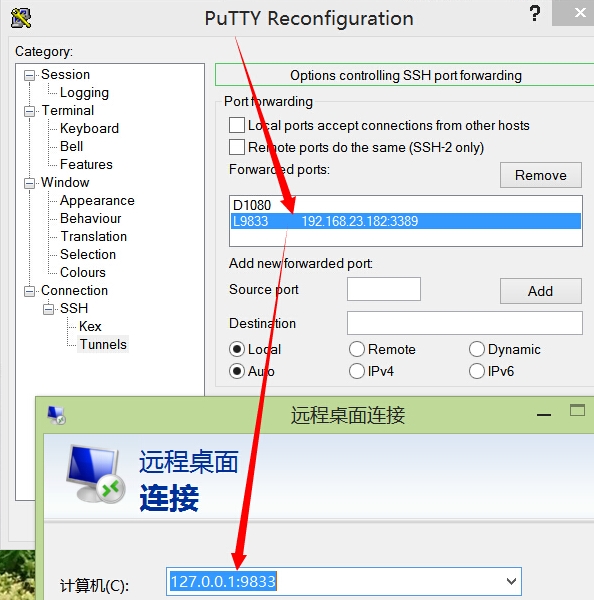 PuTTY Reconfiguration
?
Category:
Session
Logging
Terminal
Keyboard
Bell
Features
Window
Appearance
Behaviour
Translation
Selection
Colours
Connection
SSH
Kex
Tunnels
Options controlling SSH port forwarding
Port forwarding
Local ports accept connections from other hosts
Remote ports do the same (SSH-2 only)
Forwarded ports:
Remove
D1080
L9833 192.168.23.182:3389
Add new forwarded port:
Source port
Add
Destination
Local Remote Dynamic
Auto IPv4 IPv6
远程桌面连接
远程桌面
连接
计算机(C):
127.0.0.1:9833